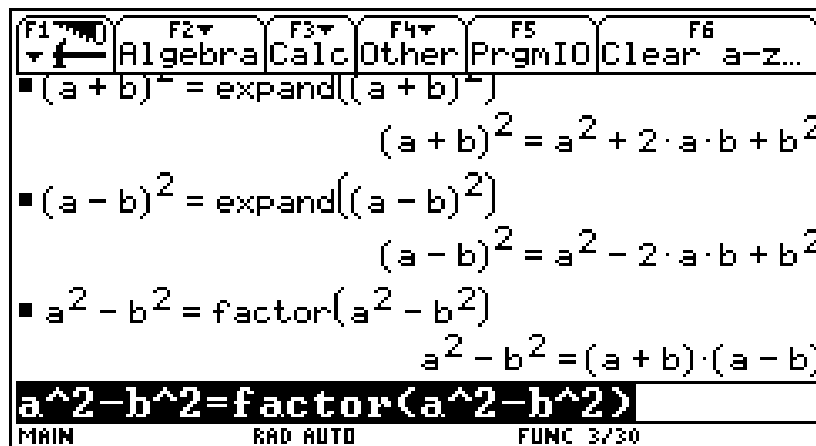 F1 F2 F3 F4 F5 F6
Algebra Calc Other PrgmIO Clear a-z…
▪(a + b)² = expand((a + b)²)
(a + b)² = a² + 2·a·b + b²
▪(a - b)² = expand((a - b)²)
(a - b)² = a² - 2·a·b + b²
▪a² - b² = factor(a² - b²)
a² - b² = (a + b)·(a - b)
a^2-b^2=factor(a^2-b^2)
MAIN RAD AUTO FUNC 3/30